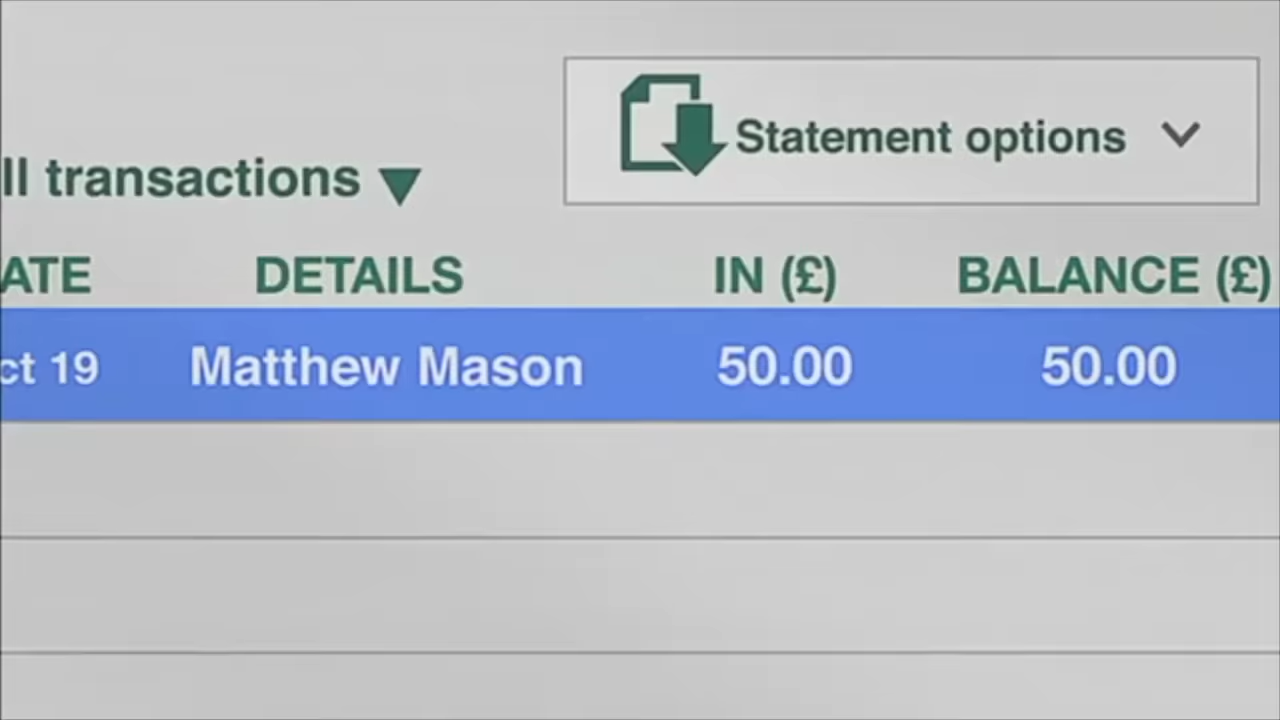 Statement options
ll transactions
ATE DETAILS IN (£) BALANCE (£)
ct 19 Matthew Mason 50.00 50.00